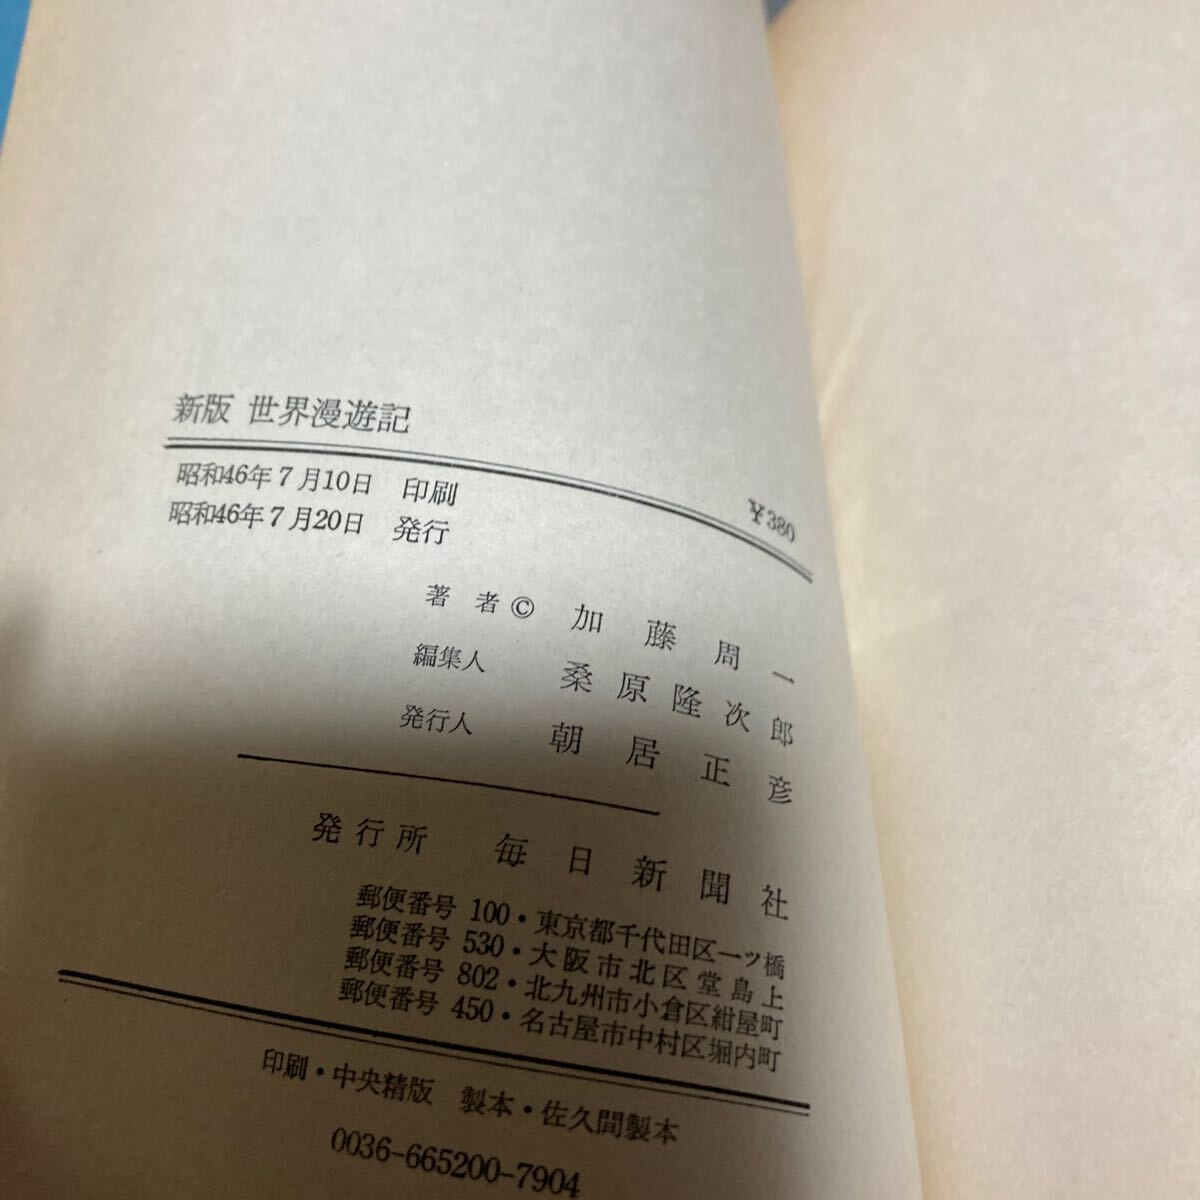 新版 世界漫遊記
昭和46年7月10日 印刷
昭和46年7月20日 発行
¥380
著者© 加藤周一
編集人 桑原隆次郎
発行人 朝居正彦
発行所 毎日新聞社
郵便番号 100・東京都千代田区一ツ橋
郵便番号 530・大阪市北区堂島上
郵便番号 802・北九州市小倉区紺屋町
郵便番号 450・名古屋市中村区堀内町
印刷・中央精版 製本・佐久間製本
0036-665200-7904